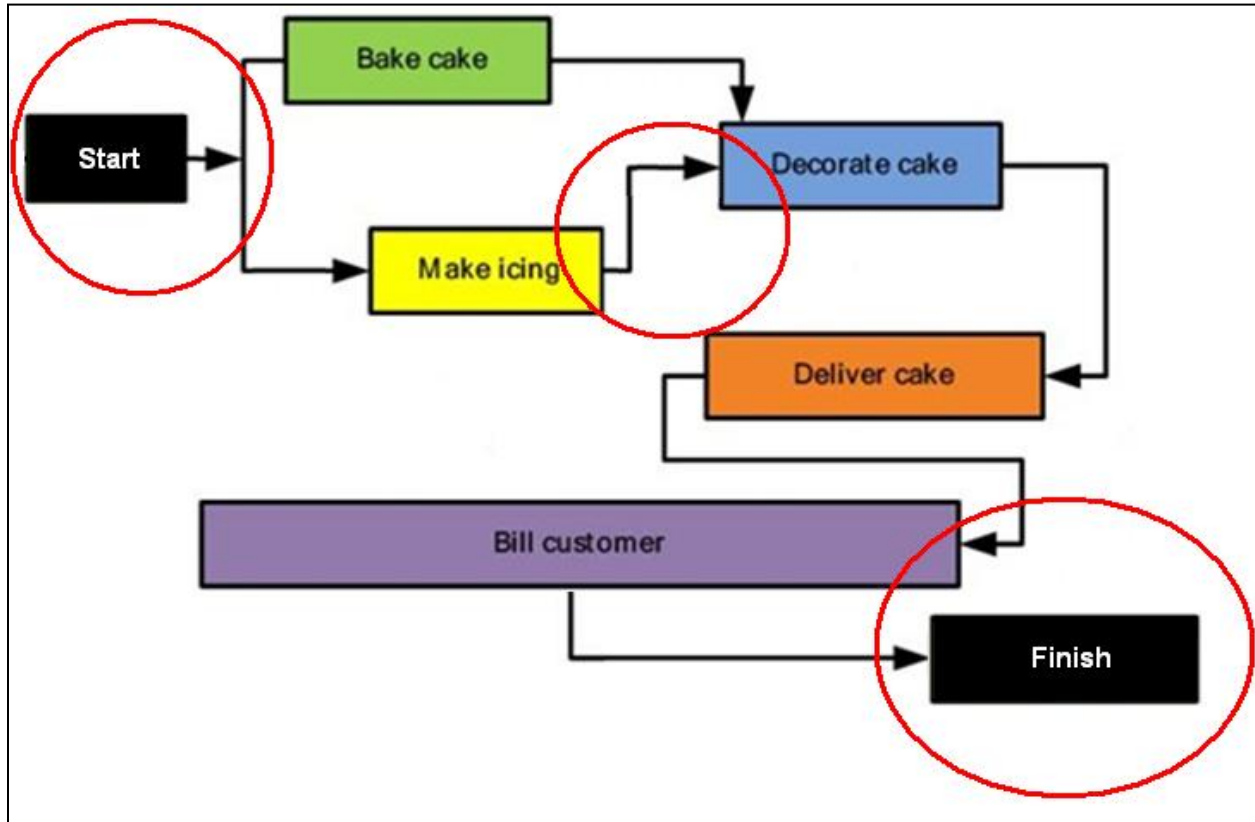 Bake cake
Start
Decorate cake
Make icing
Deliver cake
Bill customer
Finish